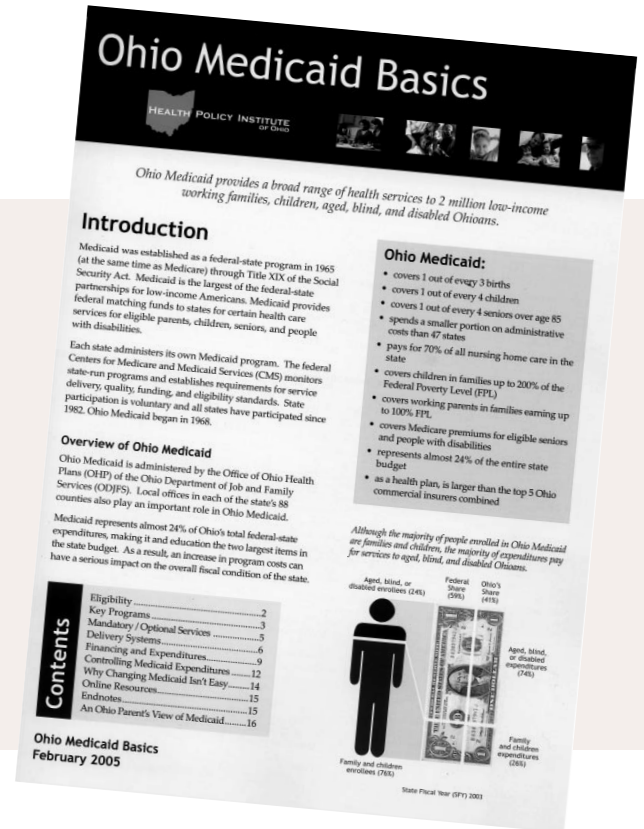 Ohio Medicaid Basics
HEALTH POLICY INSTITUTE
OF OHIO
Ohio Medicaid provides a broad range of health services to 2 million low-income
working families, children, aged, blind, and disabled Ohioans.
Introduction
Medicaid was established as a federal-state program in 1965
(at the same time as Medicare) through Title XIX of the Social
Security Act. Medicaid is the largest of the federal-state
partnerships for low-income Americans. Medicaid provides
federal matching funds to states for certain health care
services for eligible parents, children, seniors, and people
with disabilities.
Each state administers its own Medicaid program. The federal
Centers for Medicare and Medicaid Services (CMS) monitors
state-run programs and establishes requirements for service
delivery, quality, funding, and eligibility standards. State
participation is voluntary and all states have participated since
1982. Ohio Medicaid began in 1968.
Overview of Ohio Medicaid
Ohio Medicaid is administered by the Office of Ohio Health
Plans (OHP) of the Ohio Department of Job and Family
Services (ODJFS). Local offices in each of the state's 88
counties also play an important role in Ohio Medicaid.
Medicaid represents almost 24% of Ohio's total federal-state
expenditures, making it and education the two largest items in
the state budget. As a result, an increase in program costs can
have a serious impact on the overall fiscal condition of the state.
Contents
Eligibility ........................................2
Key Programs ..................................3
Mandatory/Optional Services ..............5
Delivery Systems..............................6
Financing and Expenditures................9
Controlling Medicaid Expenditures .......12
Why Changing Medicaid Isn't Easy.......14
Online Resources............................15
Endnotes.......................................15
An Ohio Parent's View of Medicaid.......16
Ohio Medicaid Basics
February 2005
Ohio Medicaid:
• covers 1 out of every 3 births
• covers 1 out of every 4 children
• covers 1 out of every 4 seniors over age 85
• spends a smaller portion on administrative
costs than 47 states
• pays for 70% of all nursing home care in the
state
• covers children in families up to 200% of the
Federal Poverty Level (FPL)
• covers working parents in families earning up
to 100% FPL
• covers Medicare premiums for eligible seniors
and people with disabilities
• represents almost 24% of the entire state
budget
• as a health plan, is larger than the top 5 Ohio
commercial insurers combined
Although the majority of people enrolled in Ohio Medicaid
are families and children, the majority of expenditures pay
for services to aged, blind, and disabled Ohioans.
Aged, blind, or
disabled enrollees (24%)
Federal
Share
(59%)
Ohio's
Share
(41%)
Aged, blind,
or disabled
expenditures
(74%)
Family
and children
expenditures
(26%)
Family and children
enrollees (76%)
State Fiscal Year (SFY) 2003